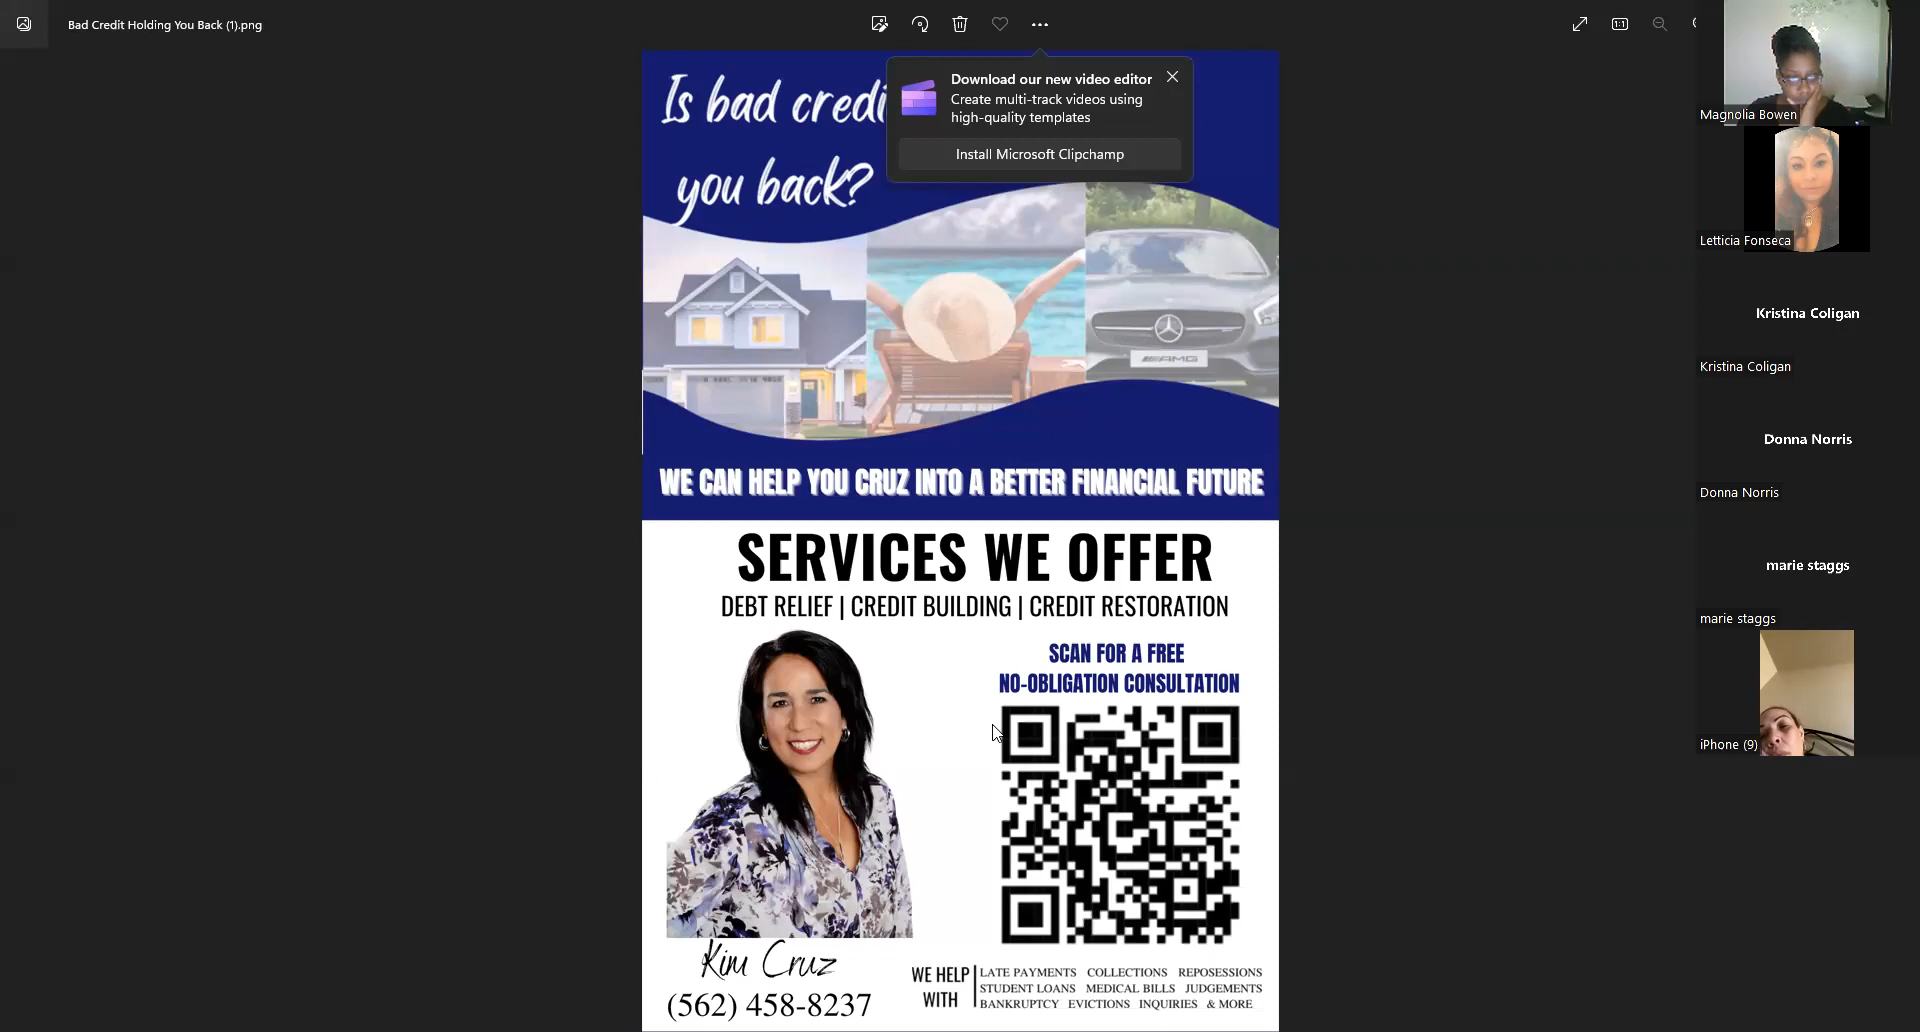 Bad Credit Holding You Back (1).png
Download our new video editor
Create multi-track videos using
high-quality templates
Install Microsoft Clipchamp
Is bad credi
you back?
AMG
WE CAN HELP YOU CRUZ INTO A BETTER FINANCIAL FUTURE
SERVICES WE OFFER
DEBT RELIEF | CREDIT BUILDING | CREDIT RESTORATION
SCAN FOR A FREE
NO-OBLIGATION CONSULTATION
Kim Cruz
(562) 458-8237
WE HELP
WITH
LATE PAYMENTS COLLECTIONS REPOSESSIONS
STUDENT LOANS MEDICAL BILLS JUDGEMENTS
BANKRUPTCY EVICTIONS INQUIRIES & MORE
Magnolia Bowen
Letticia Fonseca
Kristina Coligan
Kristina Coligan
Donna Norris
Donna Norris
marie staggs
marie staggs
iPhone (9)